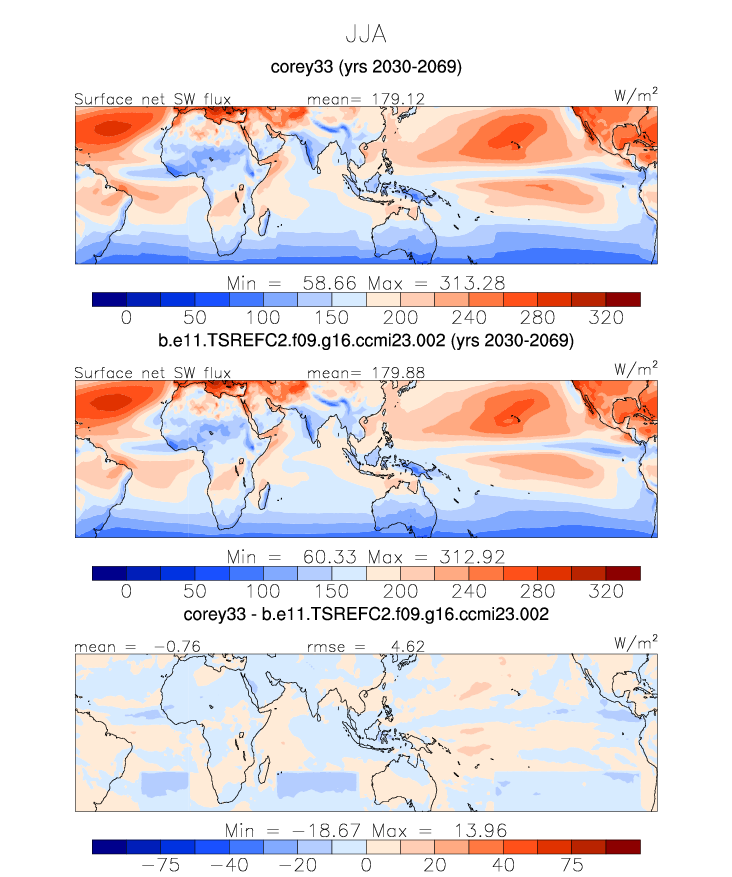 JJA
corey33 (yrs 2030-2069)
Surface net SW flux mean= 179.12 W/m²
Min = 58.66 Max = 313.28
0 50 100 150 200 240 280 320
b.e11.TSREFC2.f09.g16.ccmi23.002 (yrs 2030-2069)
Surface net SW flux mean= 179.88 W/m²
Min = 60.33 Max = 312.92
0 50 100 150 200 240 280 320
corey33 - b.e11.TSREFC2.f09.g16.ccmi23.002
mean = -0.76 rmse = 4.62 W/m²
Min = -18.67 Max = 13.96
-75 -40 -20 0 20 40 75